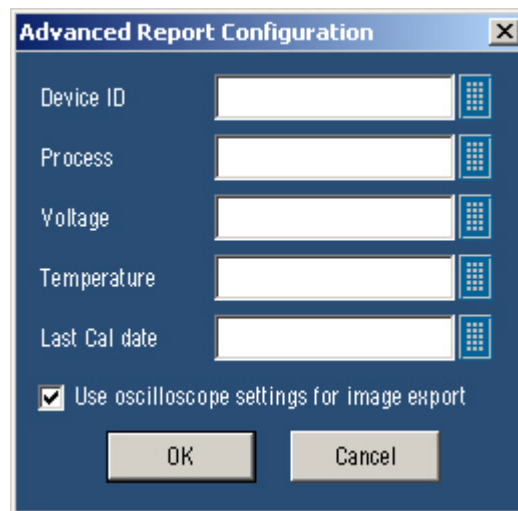 Advanced Report Configuration
Device ID
Process
Voltage
Temperature
Last Cal date
Use oscilloscope settings for image export
OK Cancel